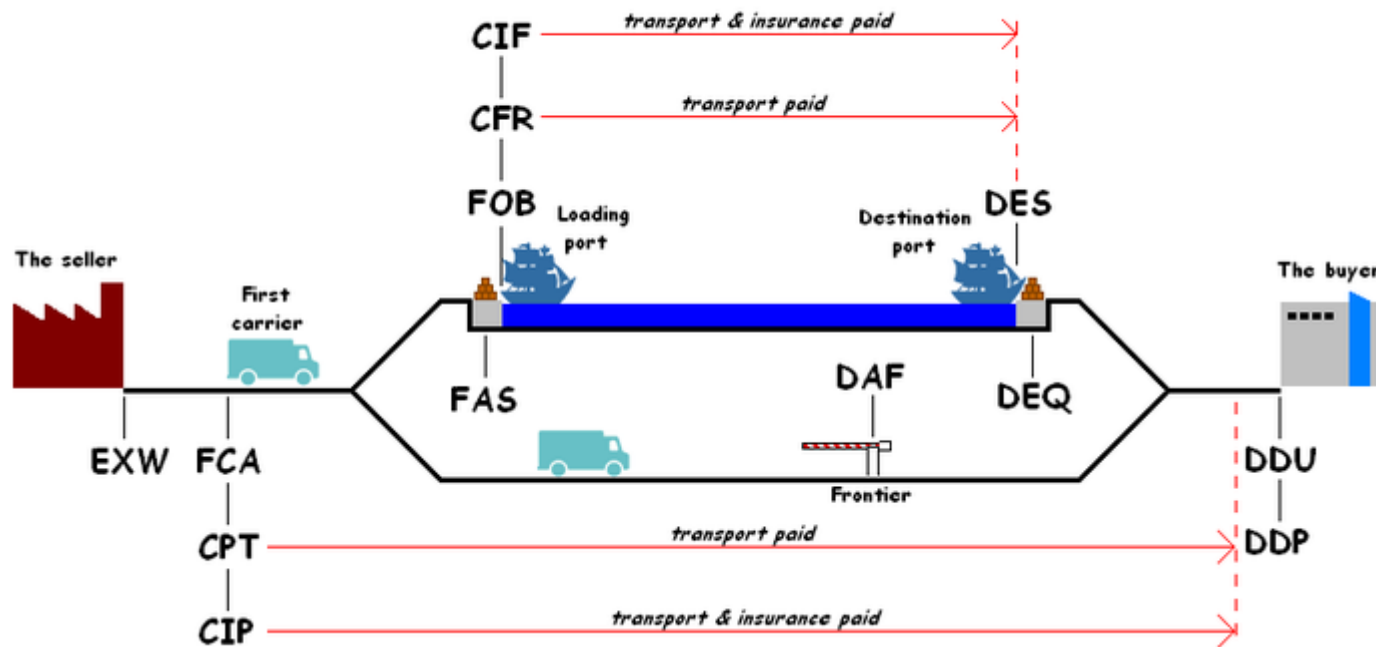 transport & insurance paid
CIF
transport paid
CFR
FOB
DES
Loading
port
Destination
port
The seller
The buyer
First
carrier
DAF
FAS
DEQ
EXW
FCA
DDU
Frontier
transport paid
CPT
DDP
transport & insurance paid
CIP